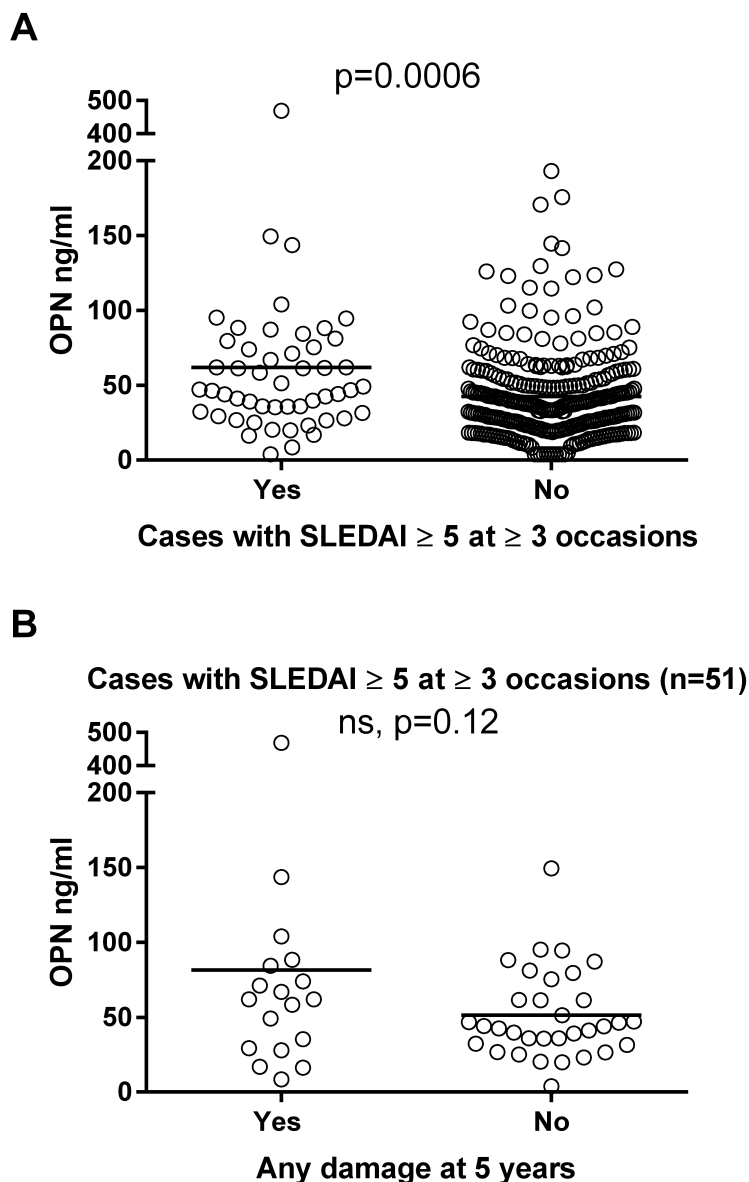 A
p=0.0006
500
400
200
150
100
50
0
OPN ng/ml
Yes No
Cases with SLEDAI ≥ 5 at ≥ 3 occasions
B
Cases with SLEDAI ≥ 5 at ≥ 3 occasions (n=51)
ns, p=0.12
500
400
200
150
100
50
0
OPN ng/ml
Yes No
Any damage at 5 years